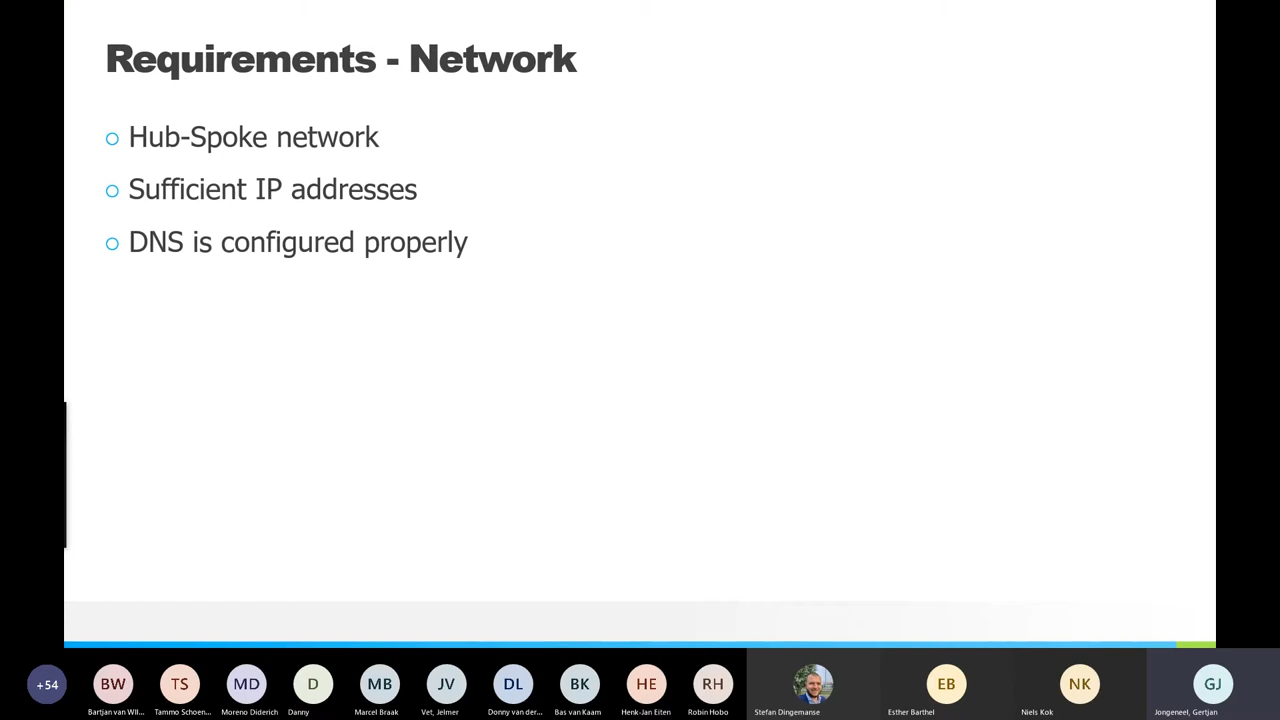 Requirements - Network
Hub-Spoke network
Sufficient IP addresses
DNS is configured properly
+54
BW
TS
MD
D
MB
JV
DL
BK
HE
RH
EB
NK
GJ
Bartjan van Wll...
Tammo Schoen...
Moreno Diderich
Danny
Marcel Braak
Vet, Jelmer
Donny van der...
Bas van Kaam
Henk-Jan Eiten
Robin Hobo
Stefan Dingemanse
Esther Barthel
Niels Kok
Jongeneel, Gertjan